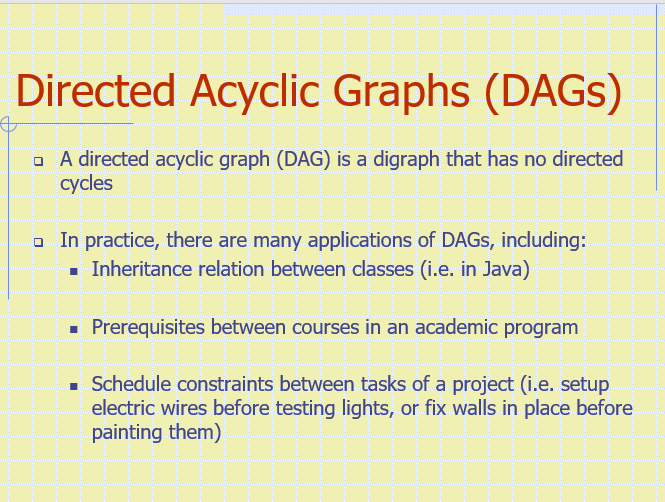 Directed Acyclic Graphs (DAGs)
A directed acyclic graph (DAG) is a digraph that has no directed
cycles
In practice, there are many applications of DAGs, including:
Inheritance relation between classes (i.e. in Java)
Prerequisites between courses in an academic program
Schedule constraints between tasks of a project (i.e. setup
electric wires before testing lights, or fix walls in place before
painting them)